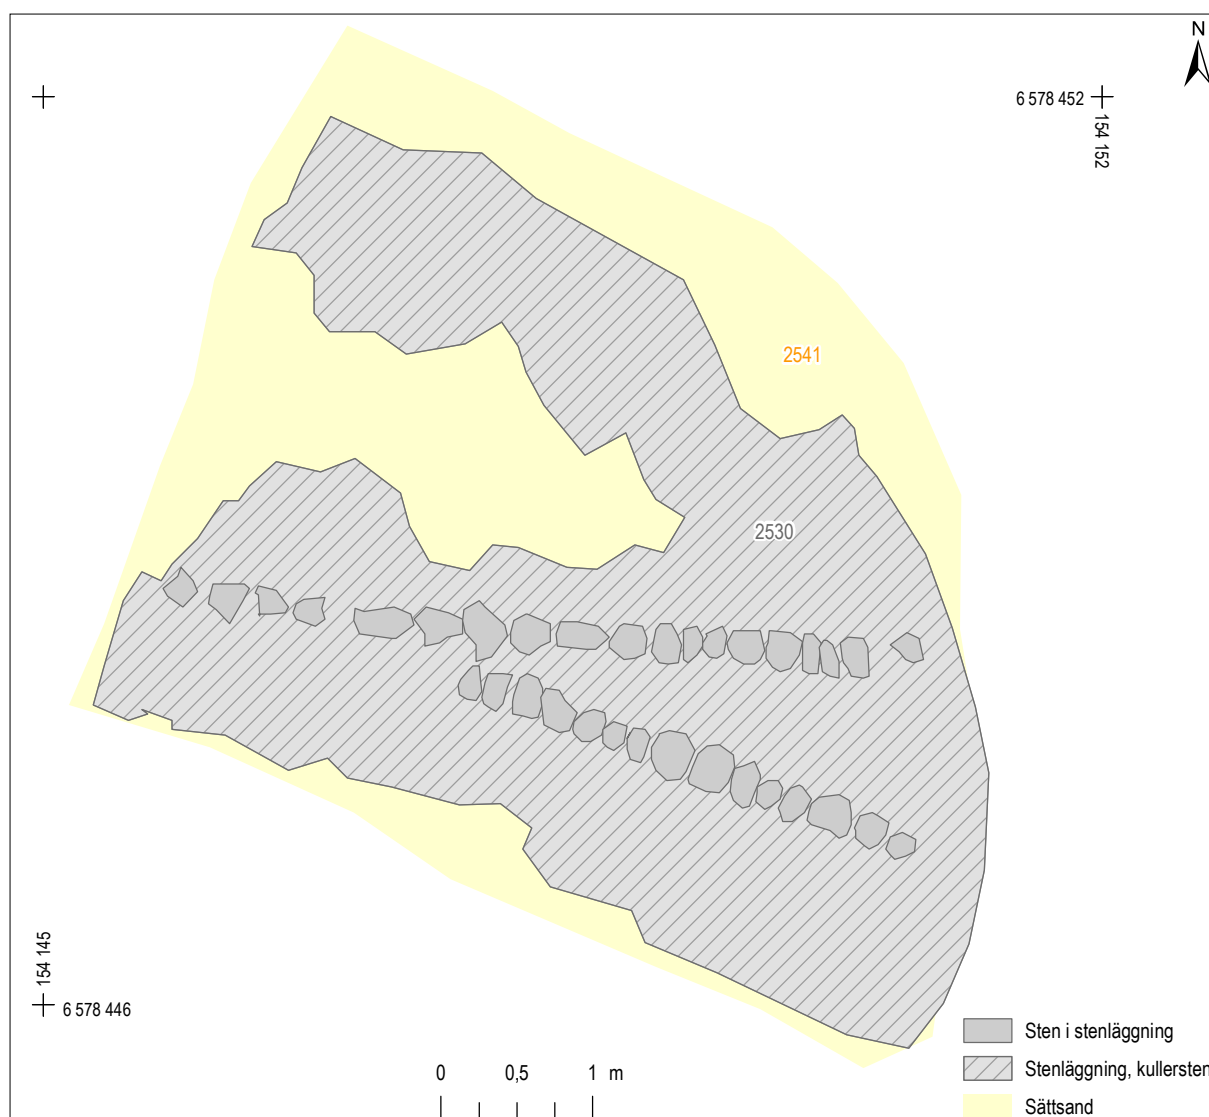 N
6 578 452
154 152
2541
2530
154 145
6 578 446
0 0,5 1 m
Sten i stenläggning
Stenläggning, kullersten
Sättsand